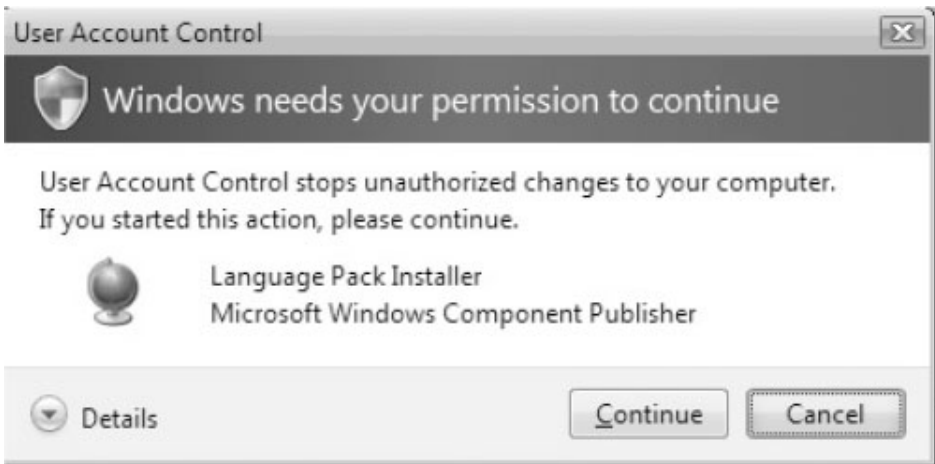 User Account Control
Windows needs your permission to continue
User Account Control stops unauthorized changes to your computer.
If you started this action, please continue.
Language Pack Installer
Microsoft Windows Component Publisher
Details
Continue
Cancel